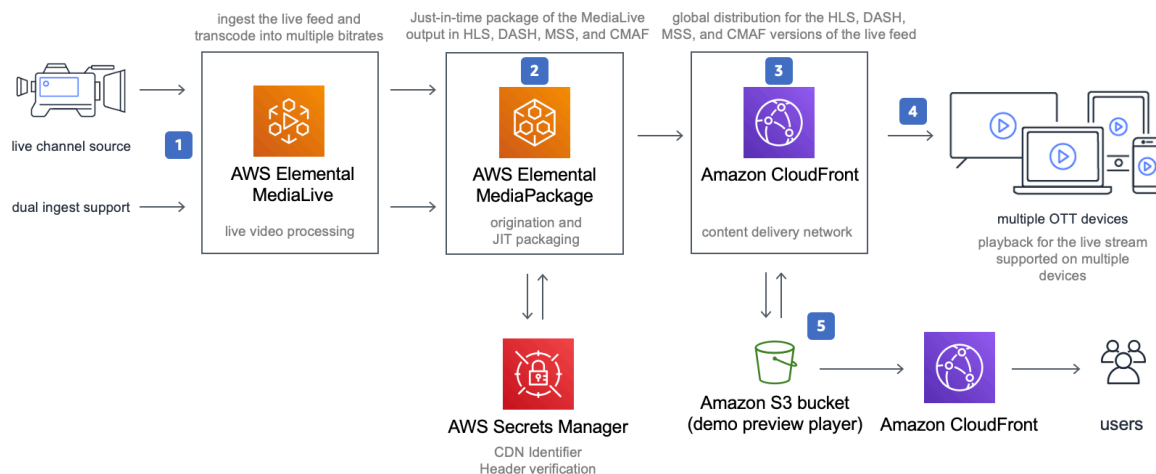 ingest the live feed and
transcode into multiple bitrates
Just-in-time package of the MediaLive
output in HLS, DASH, MSS, and CMAF
global distribution for the HLS, DASH,
MSS, and CMAF versions of the live feed
live channel source
dual ingest support
1
AWS Elemental
MediaLive
live video processing
2
AWS Elemental
MediaPackage
origination and
JIT packaging
3
Amazon CloudFront
content delivery network
4
multiple OTT devices
playback for the live stream
supported on multiple
devices
AWS Secrets Manager
CDN Identifier
Header verification
5
Amazon S3 bucket
(demo preview player)
Amazon CloudFront
users